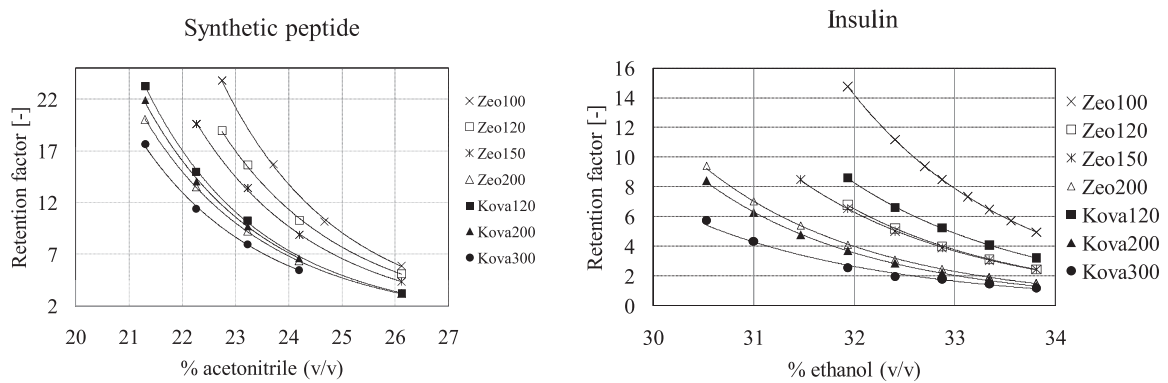 Synthetic peptide
Retention factor [-]
22
17
12
7
2
20 21 22 23 24 25 26 27
% acetonitrile (v/v)
Zeo100
Zeo120
Zeo150
Zeo200
Kova120
Kova200
Kova300
Insulin
Retention factor [-]
16
14
12
10
8
6
4
2
0
30 31 32 33 34
% ethanol (v/v)
Zeo100
Zeo120
Zeo150
Zeo200
Kova120
Kova200
Kova300